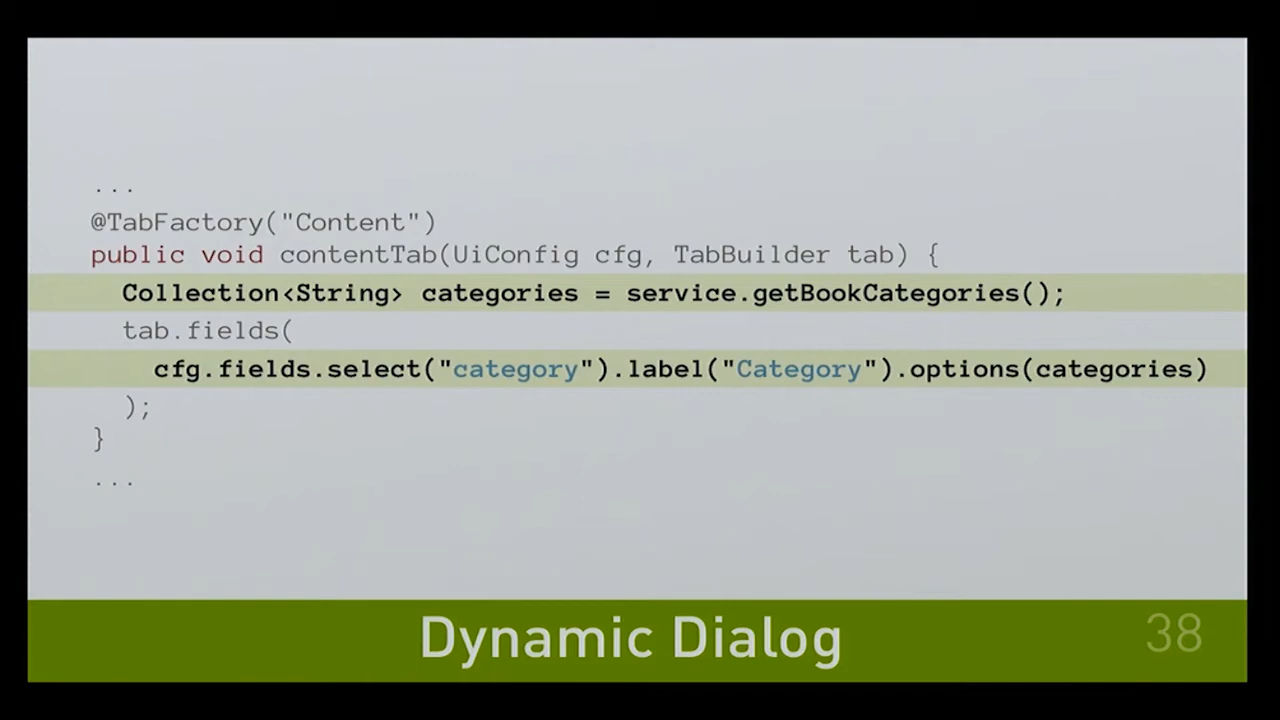 ...
@TabFactory("Content")
public void contentTab(UiConfig cfg, TabBuilder tab) {
Collection<String> categories = service.getBookCategories();
tab.fields(
cfg.fields.select("category").label("Category").options(categories)
);
}
...
Dynamic Dialog
38